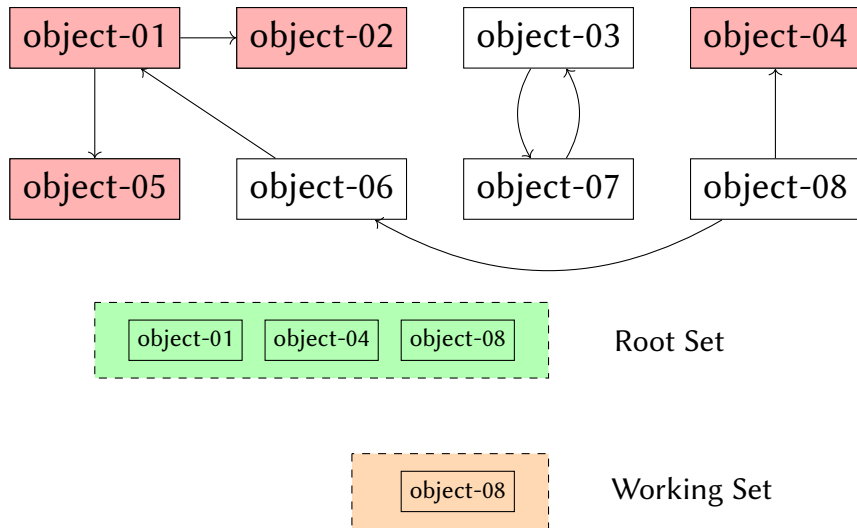 object-01 object-02 object-03 object-04
object-05 object-06 object-07 object-08
object-01 object-04 object-08 Root Set
object-08 Working Set